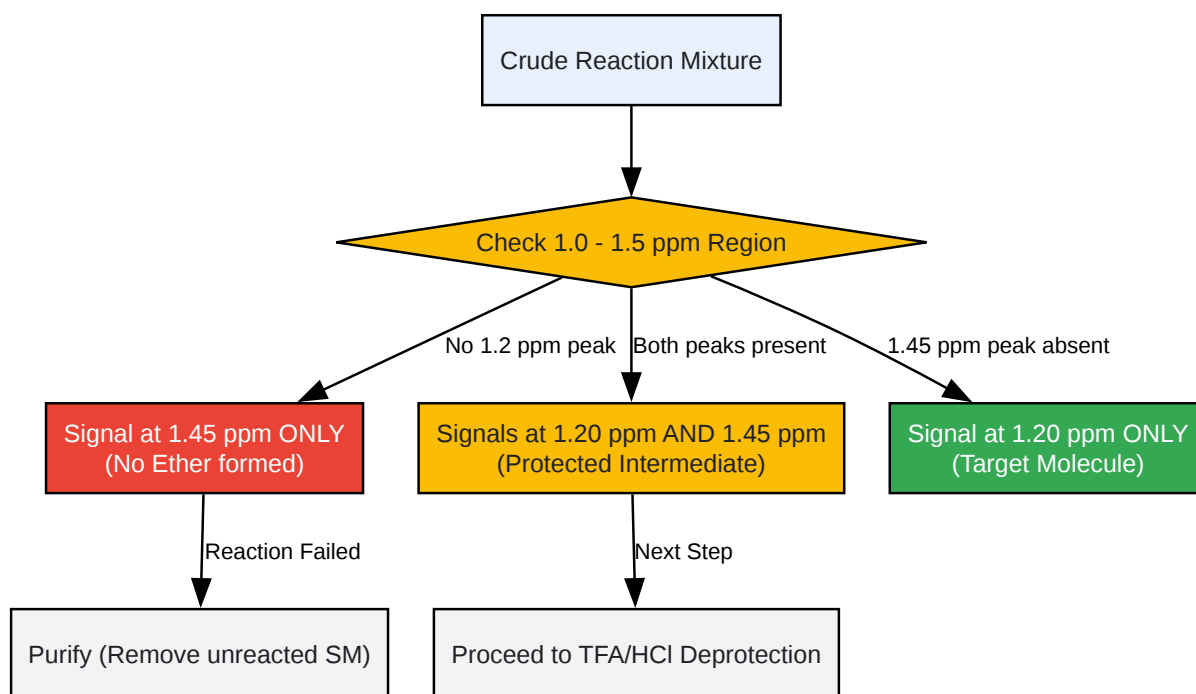 Crude Reaction Mixture
Check 1.0 - 1.5 ppm Region
No 1.2 ppm peak
Both peaks present
1.45 ppm peak absent
Signal at 1.45 ppm ONLY
(No Ether formed)
Signals at 1.20 ppm AND 1.45 ppm
(Protected Intermediate)
Signal at 1.20 ppm ONLY
(Target Molecule)
Reaction Failed
Next Step
Purify (Remove unreacted SM)
Proceed to TFA/HCl Deprotection